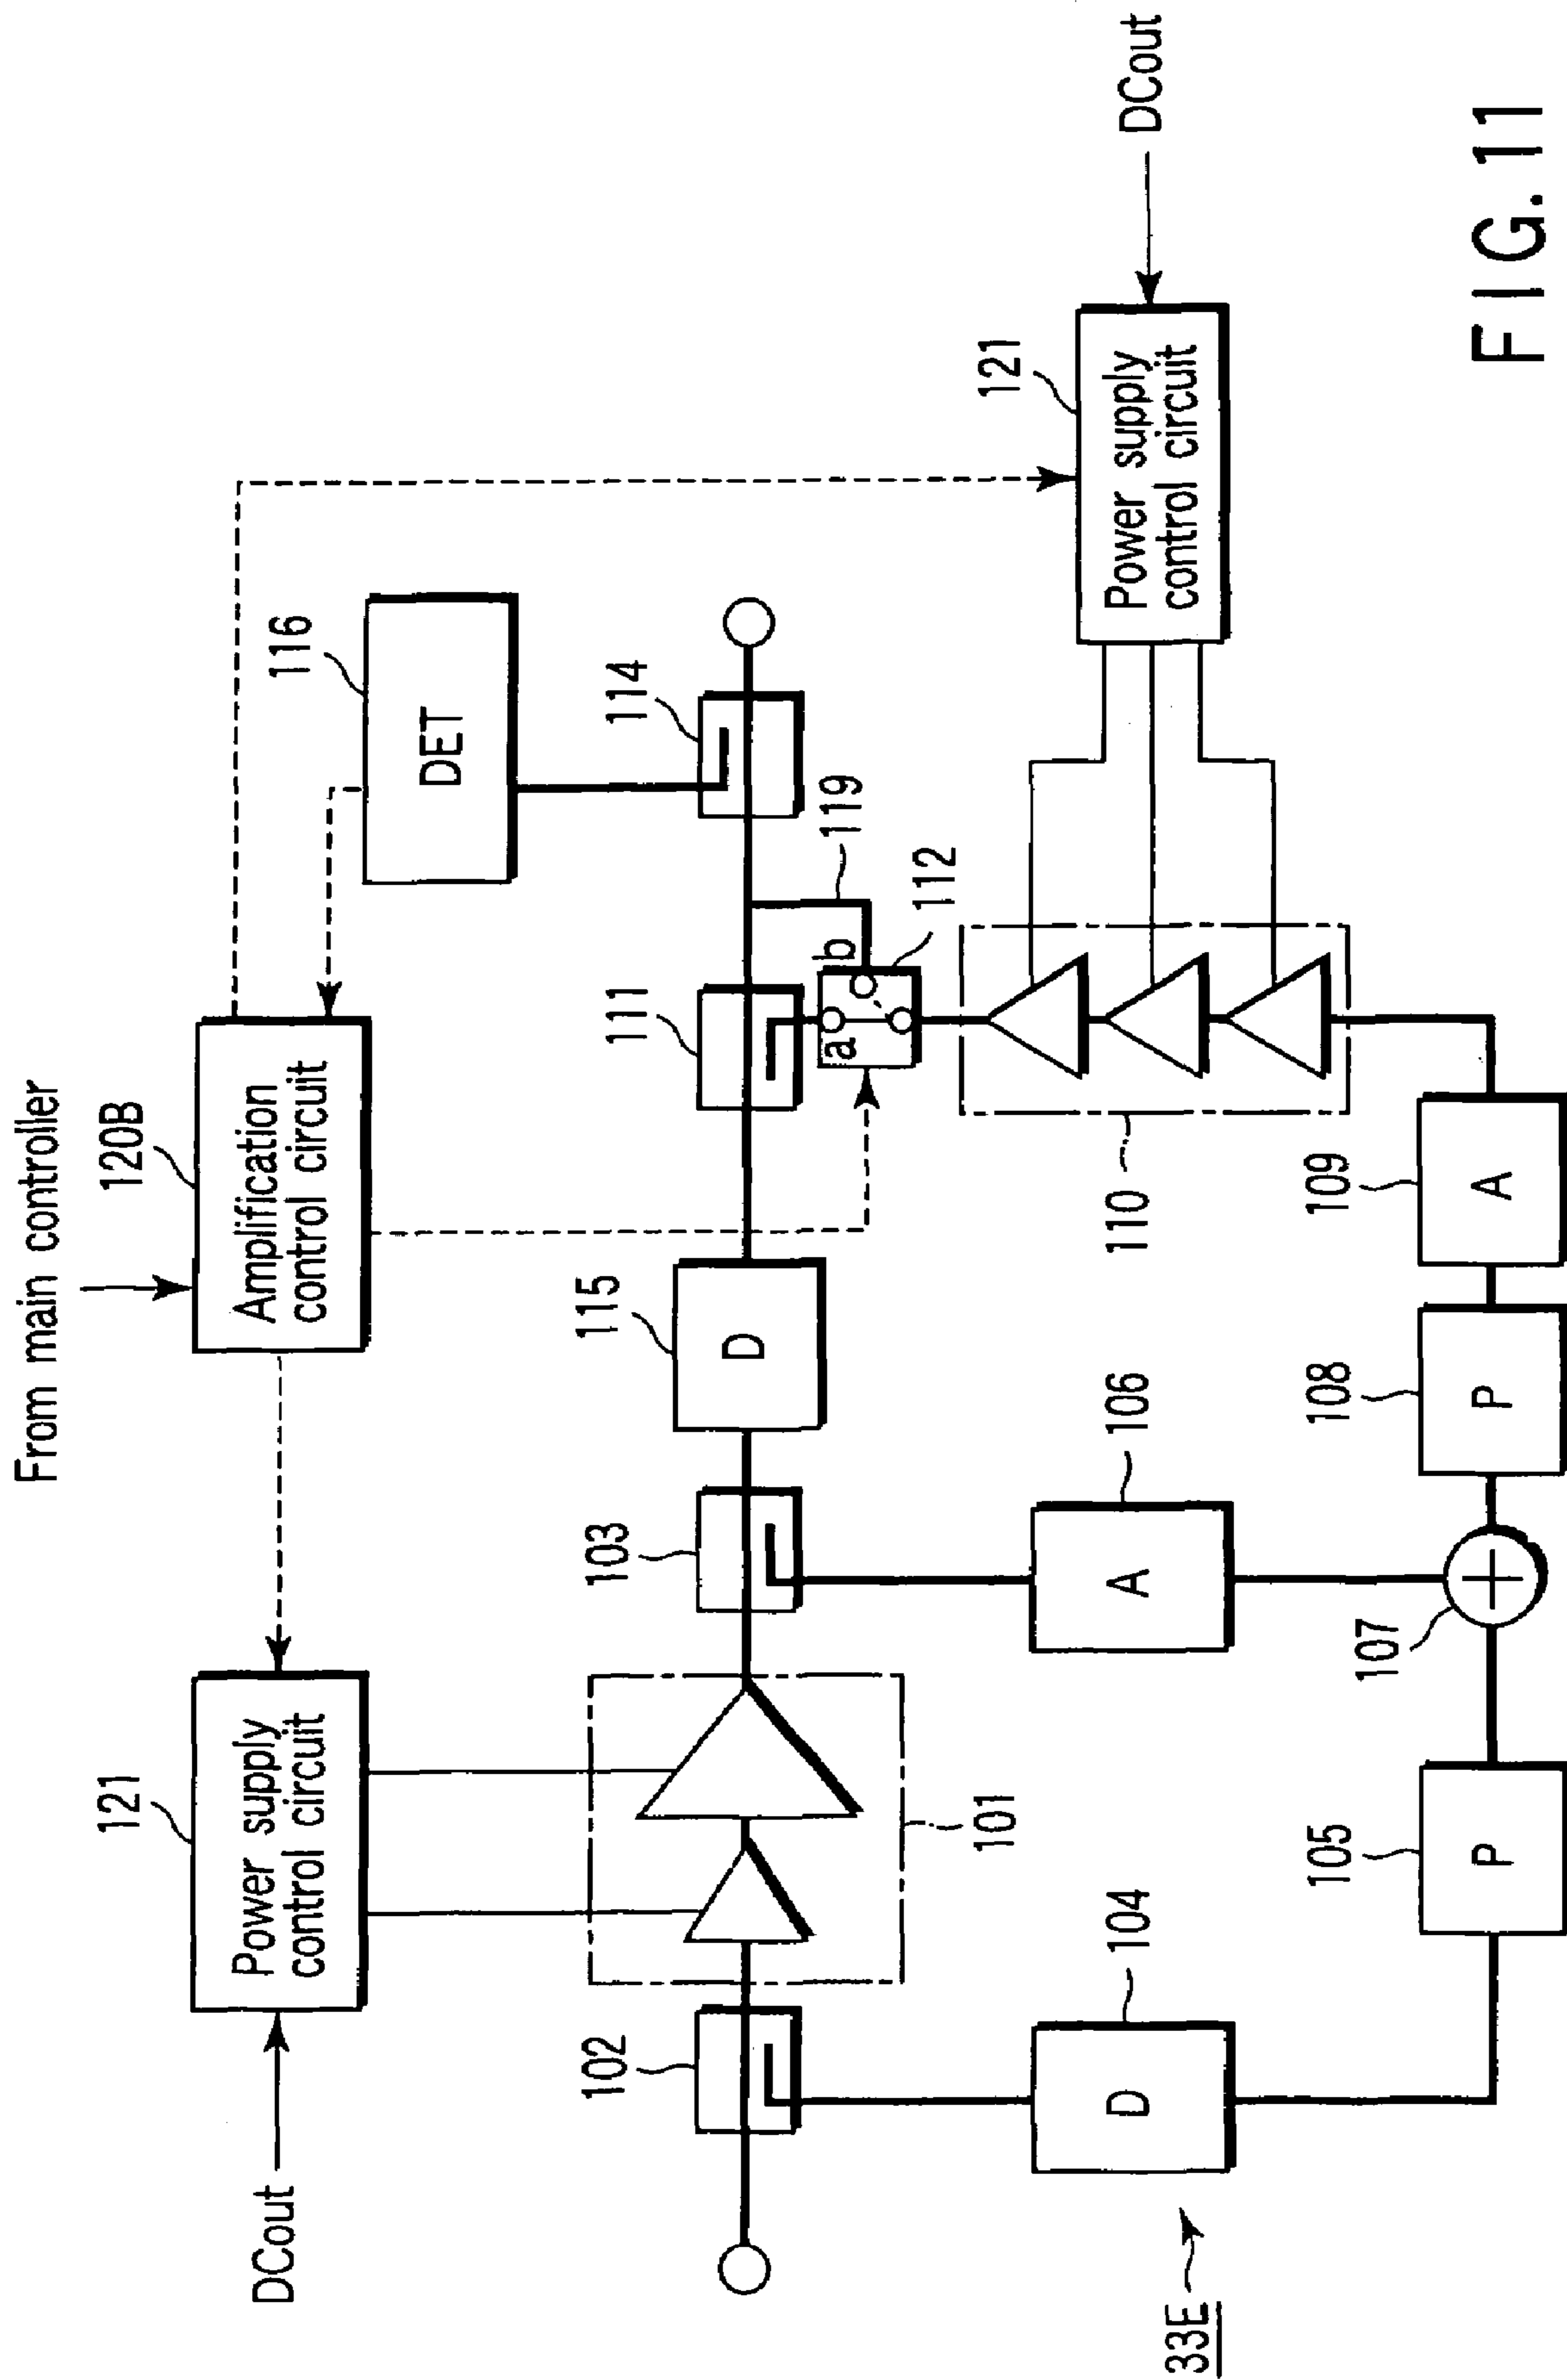 From main controller
121
120B
DCout
Power supply
control circuit
Amplification
control circuit
116
DET
102
101
103
115
D
111
114
a
b
119
112
121
DCout
Power supply
control circuit
104
D
106
A
110
33E
105
P
107
108
P
109
A
FIG. 11